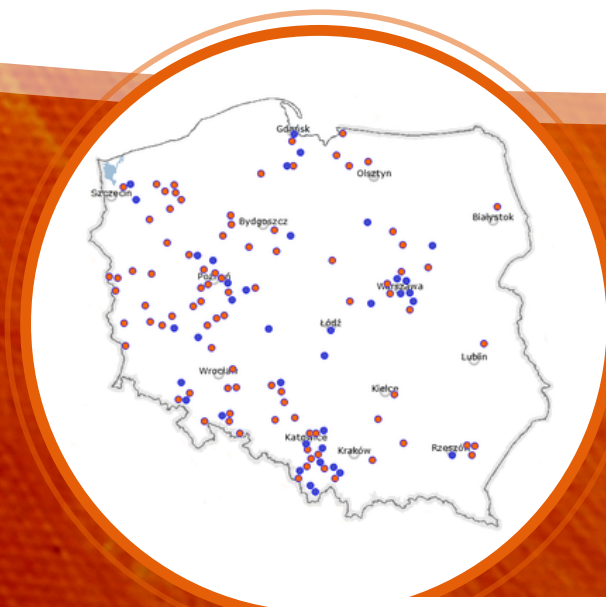 Gdańsk
Olsztyn
Szczecin
Białystok
Bydgoszcz
Poznań
Warszawa
Łódź
Lublin
Wrocław
Kielce
Katowice
Kraków
Rzeszów